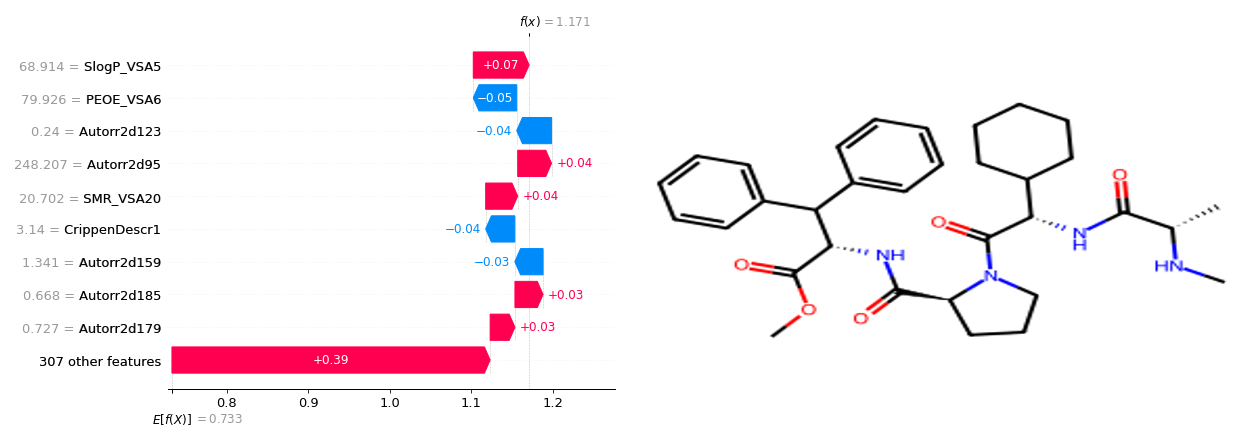 f(x) = 1.171
68.914 = SlogP_VSA5
+0.07
79.926 = PEOE_VSA6
−0.05
0.24 = Autorr2d123
−0.04
248.207 = Autorr2d95
+0.04
20.702 = SMR_VSA20
+0.04
3.14 = CrippenDescr1
−0.04
1.341 = Autorr2d159
−0.03
0.668 = Autorr2d185
+0.03
0.727 = Autorr2d179
+0.03
307 other features
+0.39
0.8 0.9 1.0 1.1 1.2
E[f(X)] = 0.733
O
O
NH
O
O
N
O
N
H
O
HN